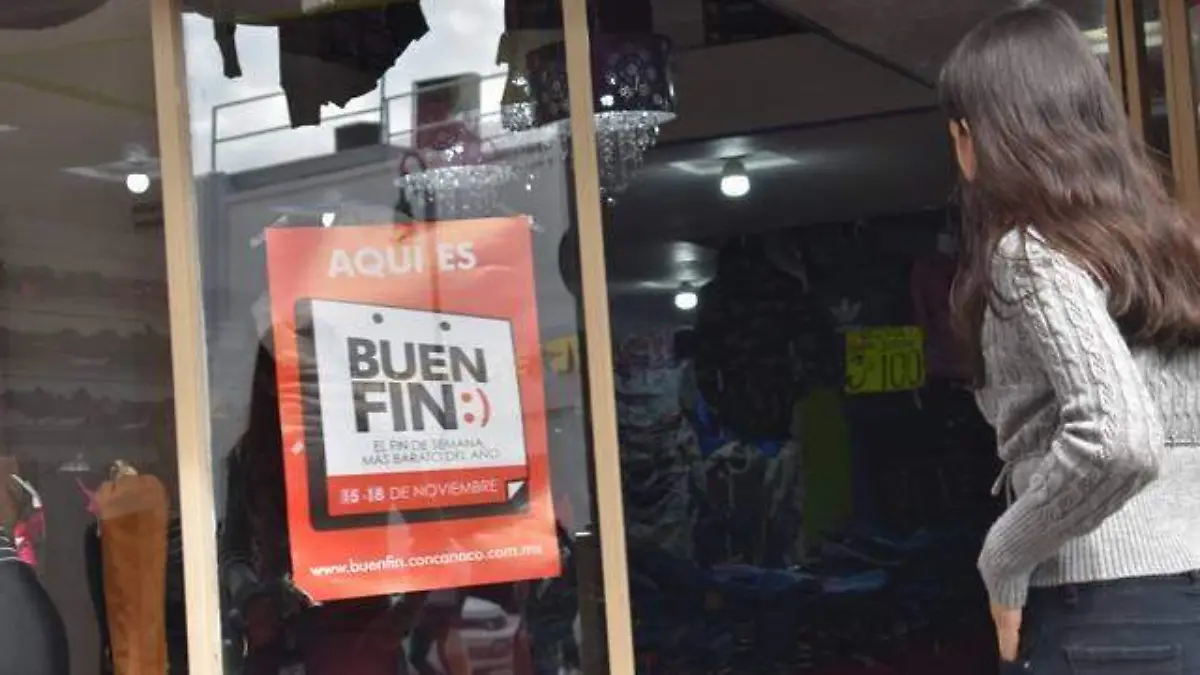 AQUÍ ES
BUEN
FIN:)
EL FIN DE SEMANA
MÁS BARATO DEL AÑO
15-18 DE NOVIEMBRE
www.buenfin.concanaco.com.mx
3 100